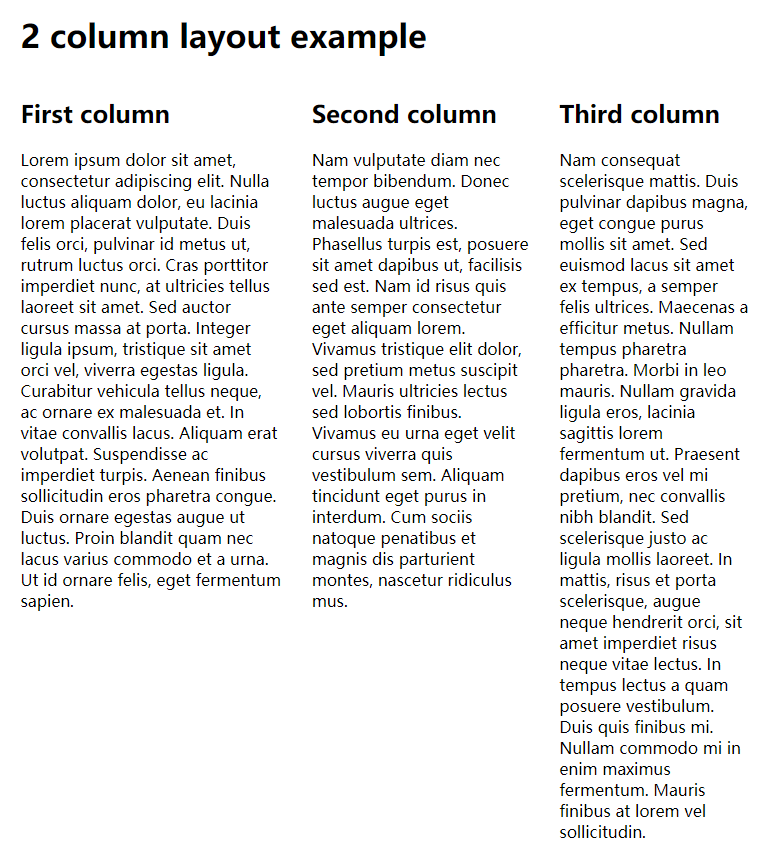 2 column layout example
First column
Lorem ipsum dolor sit amet,
consectetur adipiscing elit. Nulla
luctus aliquam dolor, eu lacinia
lorem placerat vulputate. Duis
felis orci, pulvinar id metus ut,
rutrum luctus orci. Cras porttitor
imperdiet nunc, at ultricies tellus
laoreet sit amet. Sed auctor
cursus massa at porta. Integer
ligula ipsum, tristique sit amet
orci vel, viverra egestas ligula.
Curabitur vehicula tellus neque,
ac ornare ex malesuada et. In
vitae convallis lacus. Aliquam erat
volutpat. Suspendisse ac
imperdiet turpis. Aenean finibus
sollicitudin eros pharetra congue.
Duis ornare egestas augue ut
luctus. Proin blandit quam nec
lacus varius commodo et a urna.
Ut id ornare felis, eget fermentum
sapien.
Second column
Nam vulputate diam nec
tempor bibendum. Donec
luctus augue eget
malesuada ultrices.
Phasellus turpis est, posuere
sit amet dapibus ut, facilisis
sed est. Nam id risus quis
ante semper consectetur
eget aliquam lorem.
Vivamus tristique elit dolor,
sed pretium metus suscipit
vel. Mauris ultricies lectus
sed lobortis finibus.
Vivamus eu urna eget velit
cursus viverra quis
vestibulum sem. Aliquam
tincidunt eget purus in
interdum. Cum sociis
natoque penatibus et
magnis dis parturient
montes, nascetur ridiculus
mus.
Third column
Nam consequat
scelerisque mattis. Duis
pulvinar dapibus magna,
eget congue purus
mollis sit amet. Sed
euismod lacus sit amet
ex tempus, a semper
felis ultrices. Maecenas a
efficitur metus. Nullam
tempus pharetra
pharetra. Morbi in leo
mauris. Nullam gravida
ligula eros, lacinia
sagittis lorem
fermentum ut. Praesent
dapibus eros vel mi
pretium, nec convallis
nibh blandit. Sed
scelerisque justo ac
ligula mollis laoreet. In
mattis, risus et porta
scelerisque, augue
neque hendrerit orci, sit
amet imperdiet risus
neque vitae lectus. In
tempus lectus a quam
posuere vestibulum.
Duis quis finibus mi.
Nullam commodo mi in
enim maximus
fermentum. Mauris
finibus at lorem vel
sollicitudin.